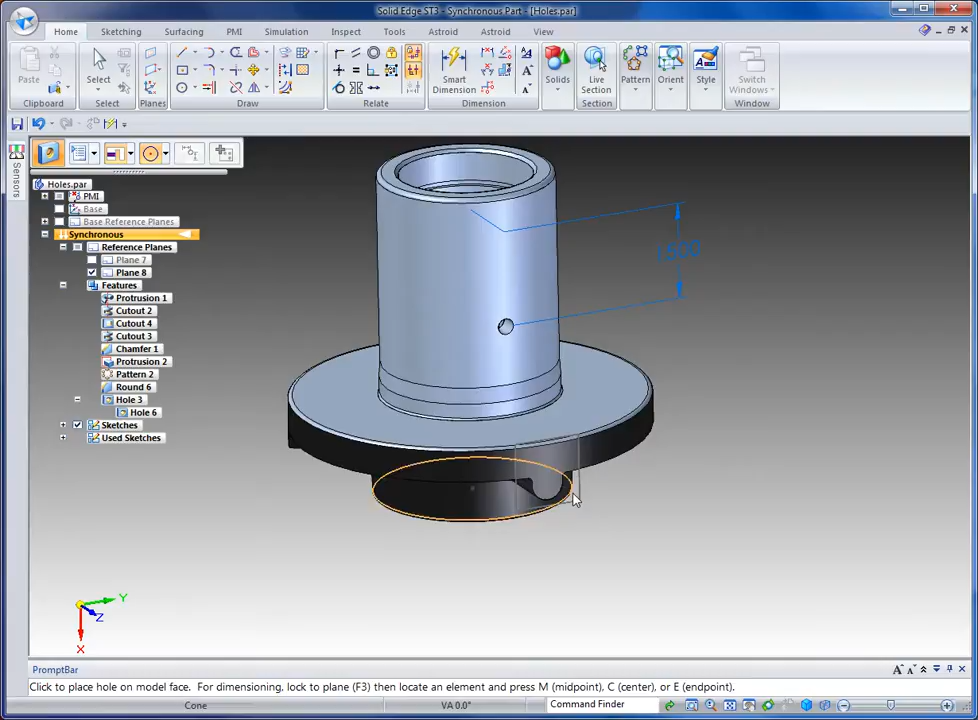 Solid Edge ST3 - Synchronous Part - [Holes.par]
Home Sketching Surfacing PMI Simulation Inspect Tools Astroid Astroid View
Paste Select Smart Dimension Solids Live Section Pattern Orient Style Switch Windows
Clipboard Select Planes Draw Relate Dimension Section Window
Sensors
Holes.par
PMI
Base
Base Reference Planes
Synchronous
Reference Planes
Plane 7
Plane 8
Features
Protrusion 1
Cutout 2
Cutout 4
Cutout 3
Chamfer 1
Protrusion 2
Pattern 2
Round 6
Hole 3
Hole 6
Sketches
Used Sketches
1.500
Y
Z
X
PromptBar
Click to place hole on model face. For dimensioning, lock to plane (F3) then locate an element and press M (midpoint), C (center), or E (endpoint).
Cone VA 0.0° Command Finder